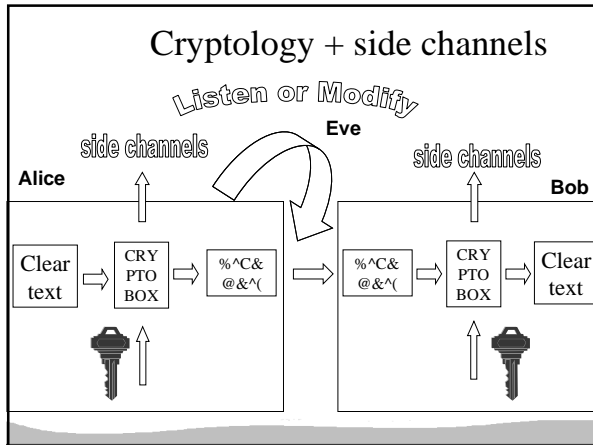 Cryptology + side channels
Listen or Modify
Eve
side channels
side channels
Alice
Bob
Clear
text
CRY
PTO
BOX
%^C&
@&^(
%^C&
@&^(
CRY
PTO
BOX
Clear
text